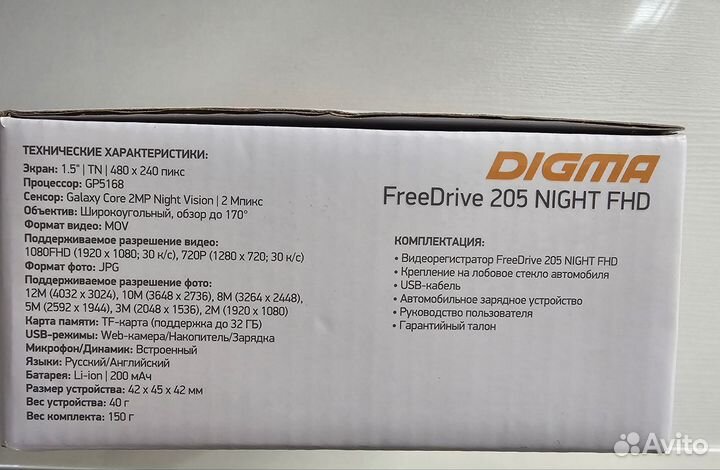 ТЕХНИЧЕСКИЕ ХАРАКТЕРИСТИКИ:
Экран: 1.5" | TN | 480 x 240 пикс
Процессор: GP5168
Сенсор: Galaxy Core 2MP Night Vision | 2 Мпикс
Объектив: Широкоугольный, обзор до 170°
Формат видео: MOV
Поддерживаемое разрешение видео:
1080FHD (1920 x 1080; 30 к/с), 720P (1280 x 720; 30 к/с)
Формат фото: JPG
Поддерживаемое разрешение фото:
12M (4032 x 3024), 10M (3648 x 2736), 8M (3264 x 2448),
5M (2592 x 1944), 3M (2048 x 1536), 2M (1920 x 1080)
Карта памяти: TF-карта (поддержка до 32 ГБ)
USB-режимы: Web-камера/Накопитель/Зарядка
Микрофон/Динамик: Встроенный
Языки: Русский/Английский
Батарея: Li-ion | 200 мАч
Размер устройства: 42 x 45 x 42 мм
Вес устройства: 40 г
Вес комплекта: 150 г
DIGMA
FreeDrive 205 NIGHT FHD
КОМПЛЕКТАЦИЯ:
• Видеорегистратор FreeDrive 205 NIGHT FHD
• Крепление на лобовое стекло автомобиля
• USB-кабель
• Автомобильное зарядное устройство
• Руководство пользователя
• Гарантийный талон
Avito